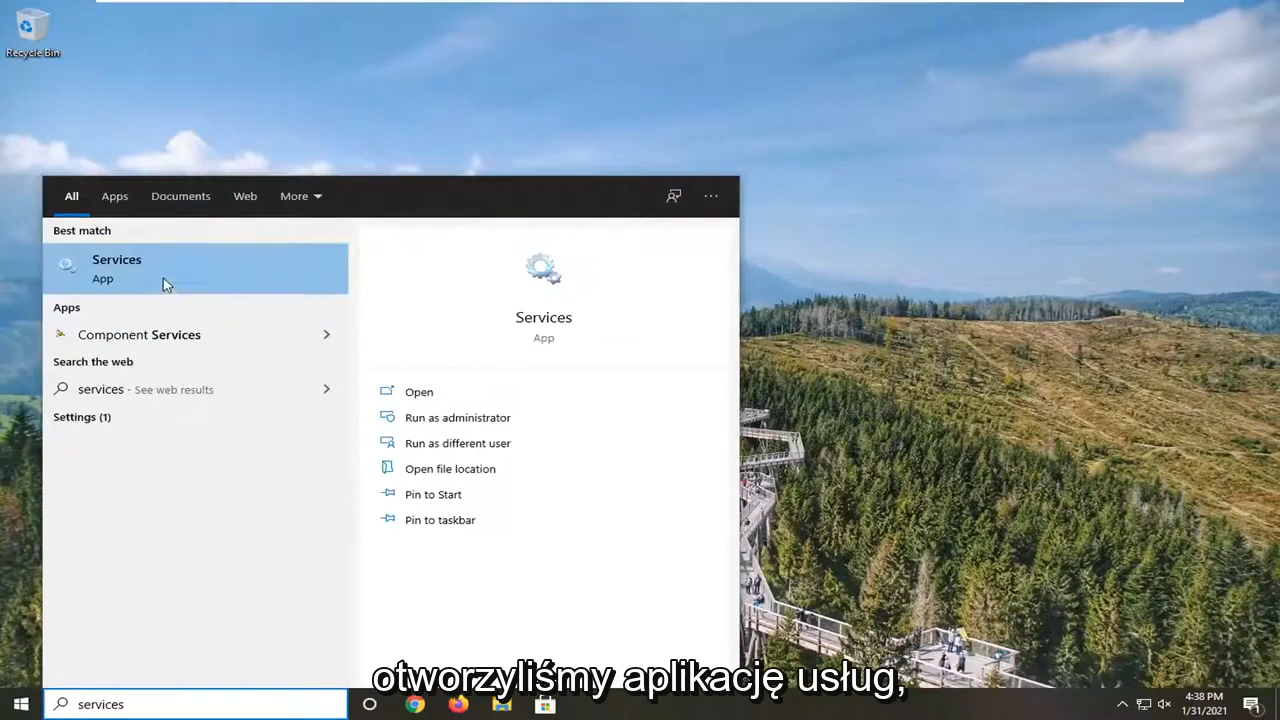 Recycle Bin
All Apps Documents Web More
Best match
Services
App
Apps
Component Services
Search the web
services - See web results
Settings (1)
Services
App
Open
Run as administrator
Run as different user
Open file location
Pin to Start
Pin to taskbar
otworzyliśmy aplikację usług,
services
4:38 PM
1/31/2021
1